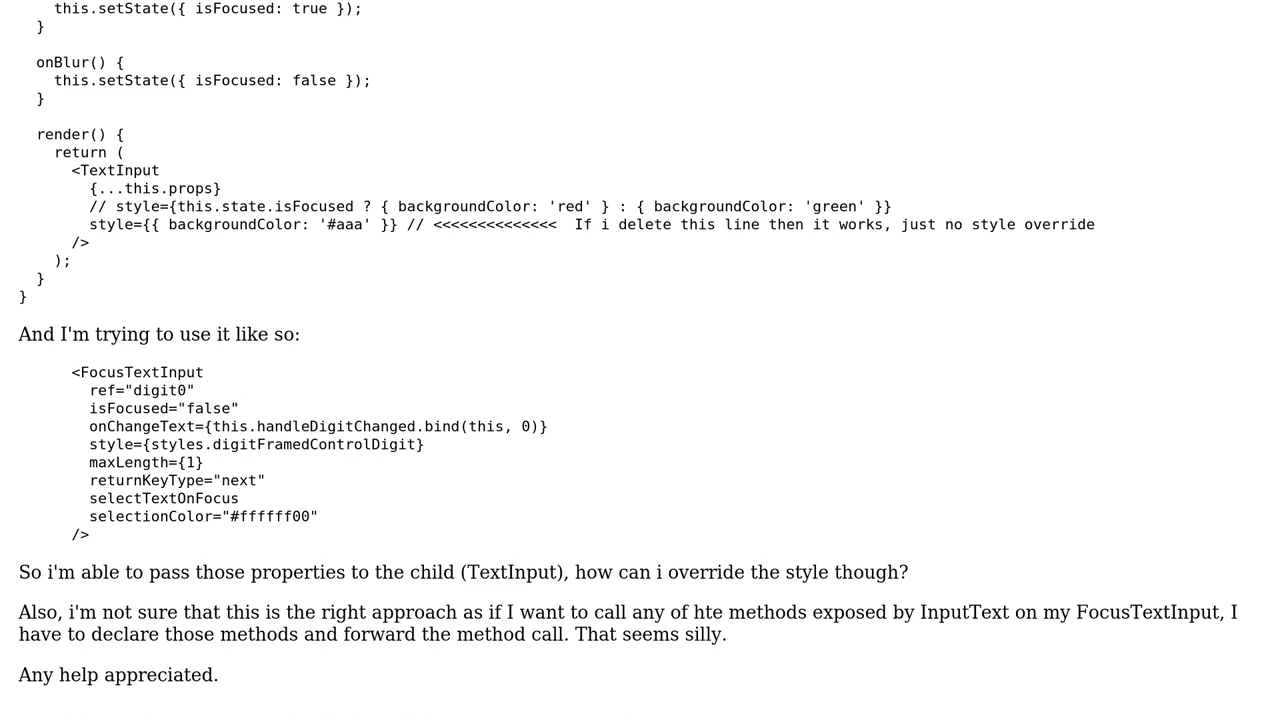 this.setState({ isFocused: true });
  }

  onBlur() {
    this.setState({ isFocused: false });
  }

  render() {
    return (
      <TextInput
        {...this.props}
        // style={this.state.isFocused ? { backgroundColor: 'red' } : { backgroundColor: 'green' }}
        style={{ backgroundColor: '#aaa' }} // <<<<<<<<<<<<<<  If i delete this line then it works, just no style override
      />
    );
  }
}
And I'm trying to use it like so:
      <FocusTextInput
        ref="digit0"
        isFocused="false"
        onChangeText={this.handleDigitChanged.bind(this, 0)}
        style={styles.digitFramedControlDigit}
        maxLength={1}
        returnKeyType="next"
        selectTextOnFocus
        selectionColor="#ffffff00"
      />
So i'm able to pass those properties to the child (TextInput), how can i override the style though?
Also, i'm not sure that this is the right approach as if I want to call any of hte methods exposed by InputText on my FocusTextInput, I
have to declare those methods and forward the method call. That seems silly.
Any help appreciated.